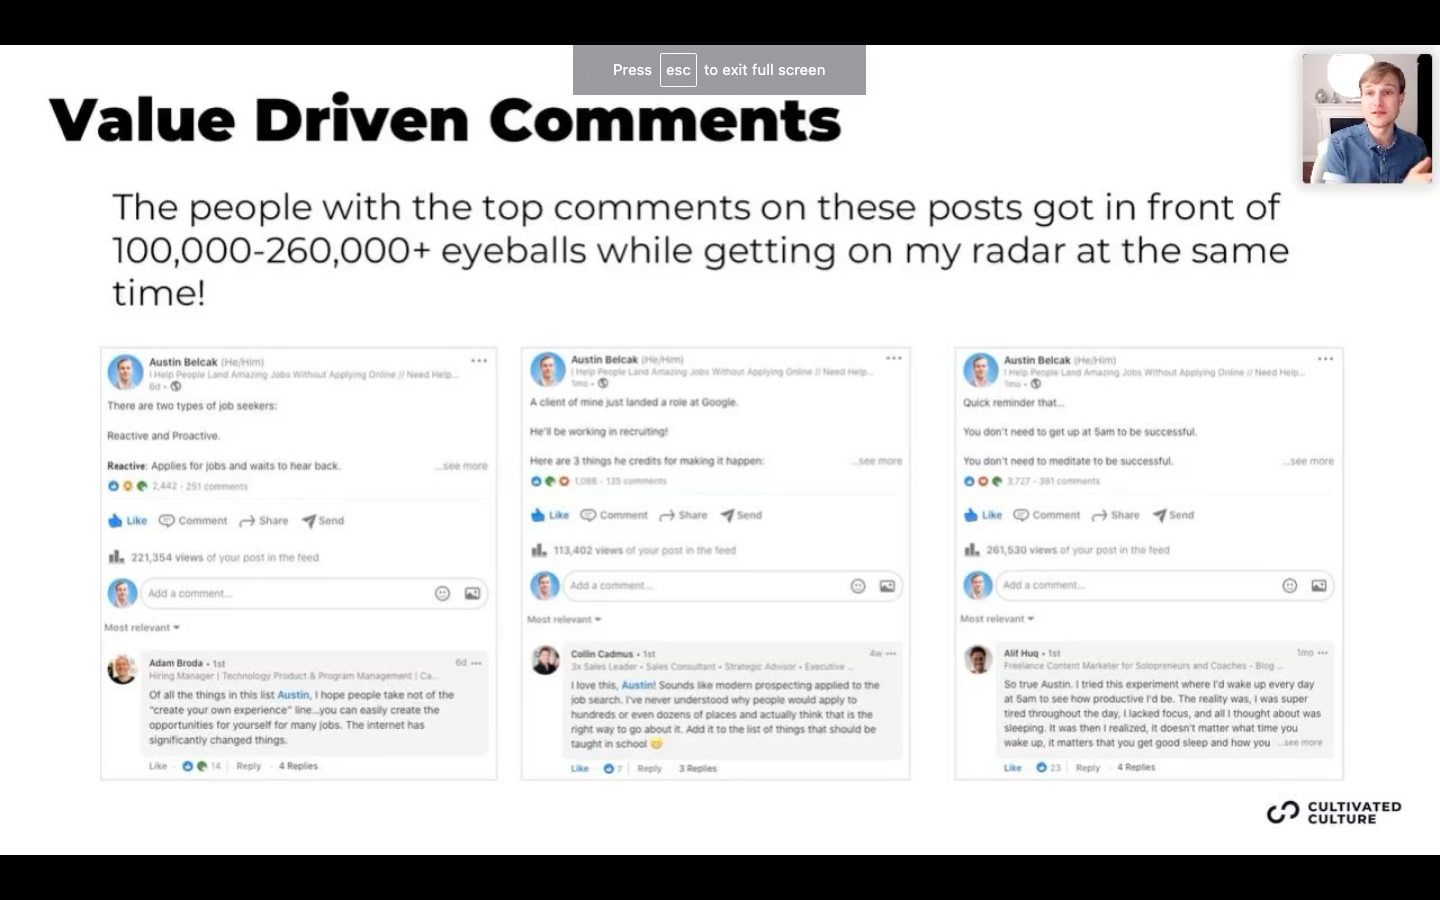 Press esc to exit full screen
Value Driven Comments
The people with the top comments on these posts got in front of
100,000-260,000+ eyeballs while getting on my radar at the same
time!
Austin Belcak (He/Him)
I Help People Land Amazing Jobs Without Applying Online // Need Help...
6d •
There are two types of job seekers:
Reactive and Proactive.
Reactive: Applies for jobs and waits to hear back.
...see more
2,442 · 251 comments
Like Comment Share Send
221,354 views of your post in the feed
Add a comment...
Most relevant
Adam Broda • 1st
6d
Hiring Manager | Technology Product & Program Management | Ca...
Of all the things in this list Austin, I hope people take not of the
"create your own experience" line...you can easily create the
opportunities for yourself for many jobs. The internet has
significantly changed things.
Like 14 | Reply · 4 Replies
Austin Belcak (He/Him)
I Help People Land Amazing Jobs Without Applying Online // Need Help...
1mo •
A client of mine just landed a role at Google.
He'll be working in recruiting!
Here are 3 things he credits for making it happen:
...see more
1,088 · 135 comments
Like Comment Share Send
113,402 views of your post in the feed
Add a comment...
Most relevant
Collin Cadmus • 1st
4w
3x Sales Leader • Sales Consultant • Strategic Advisor • Executive ...
I love this, Austin! Sounds like modern prospecting applied to the
job search. I've never understood why people would apply to
hundreds or even dozens of places and actually think that is the
right way to go about it. Add it to the list of things that should be
taught in school
Like · 7 | Reply · 3 Replies
Austin Belcak (He/Him)
I Help People Land Amazing Jobs Without Applying Online // Need Help...
1mo •
Quick reminder that...
You don't need to get up at 5am to be successful.
You don't need to meditate to be successful.
...see more
3,727 · 381 comments
Like Comment Share Send
261,530 views of your post in the feed
Add a comment...
Most relevant
Alif Huq • 1st
1mo
Freelance Content Marketer for Solopreneurs and Coaches - Blog ...
So true Austin. I tried this experiment where I'd wake up every day
at 5am to see how productive I'd be. The reality was, I was super
tired throughout the day, I lacked focus, and all I thought about was
sleeping. It was then I realized, it doesn't matter what time you
wake up, it matters that you get good sleep and how you ...see more
Like · 23 | Reply · 4 Replies
CULTIVATED
CULTURE